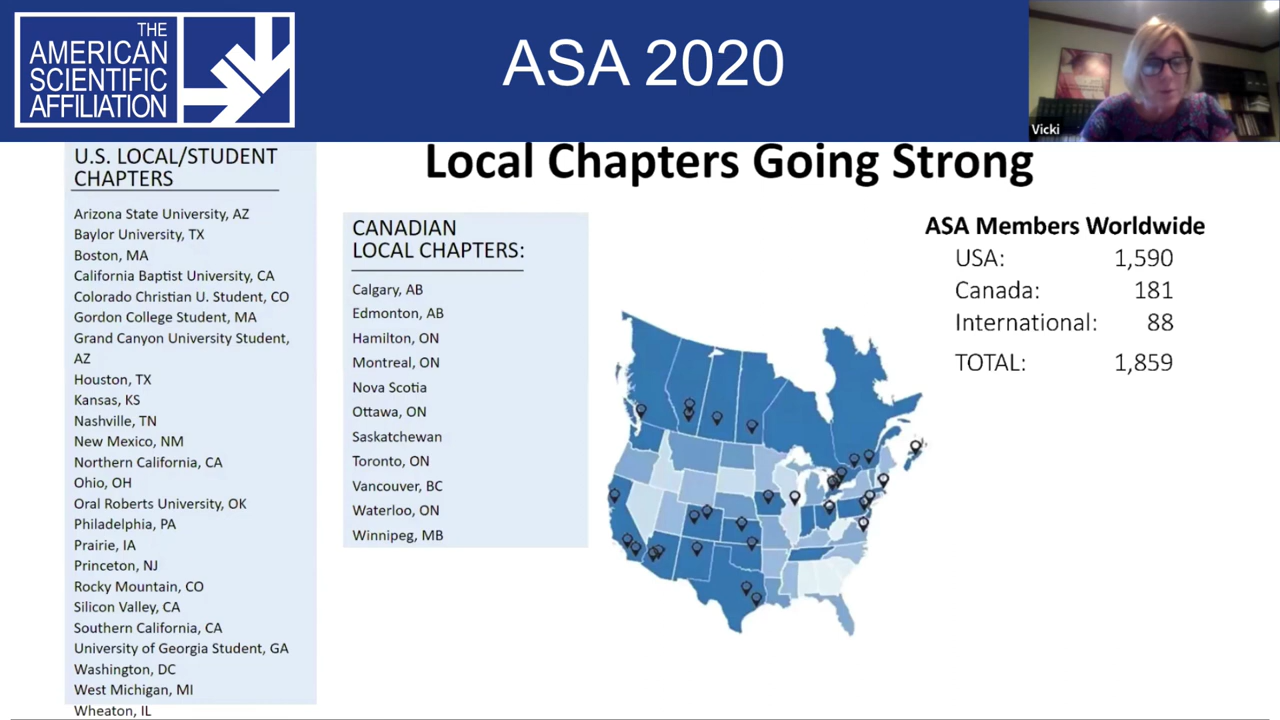 THE
AMERICAN
SCIENTIFIC
AFFILIATION
ASA 2020
Vicki
U.S. LOCAL/STUDENT
CHAPTERS
Arizona State University, AZ
Baylor University, TX
Boston, MA
California Baptist University, CA
Colorado Christian U. Student, CO
Gordon College Student, MA
Grand Canyon University Student,
AZ
Houston, TX
Kansas, KS
Nashville, TN
New Mexico, NM
Northern California, CA
Ohio, OH
Oral Roberts University, OK
Philadelphia, PA
Prairie, IA
Princeton, NJ
Rocky Mountain, CO
Silicon Valley, CA
Southern California, CA
University of Georgia Student, GA
Washington, DC
West Michigan, MI
Wheaton, IL
Local Chapters Going Strong
CANADIAN
LOCAL CHAPTERS:
Calgary, AB
Edmonton, AB
Hamilton, ON
Montreal, ON
Nova Scotia
Ottawa, ON
Saskatchewan
Toronto, ON
Vancouver, BC
Waterloo, ON
Winnipeg, MB
ASA Members Worldwide
USA: 1,590
Canada: 181
International: 88
TOTAL: 1,859